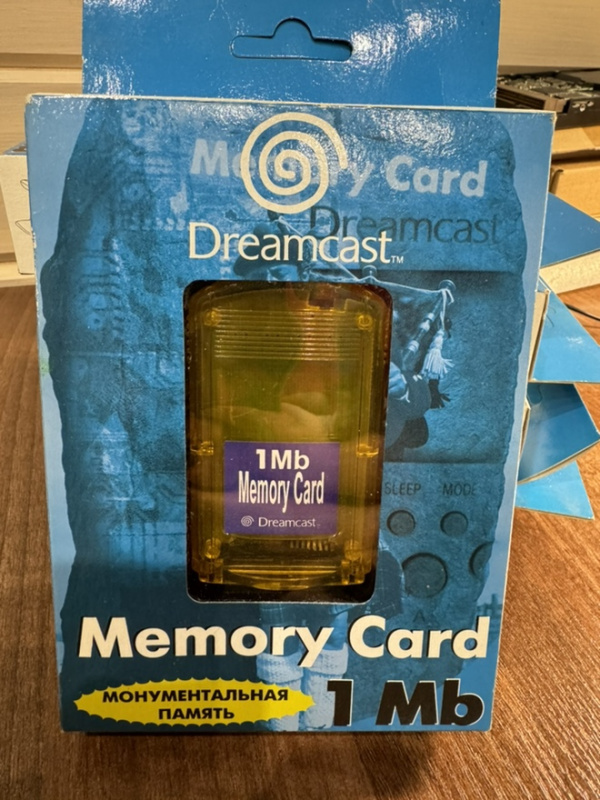 Memory Card
Dreamcast
Dreamcast™
1Mb
Memory Card
Dreamcast
SLEEP MODE
A
Memory Card
МОНУМЕНТАЛЬНАЯ
ПАМЯТЬ
1 Mb